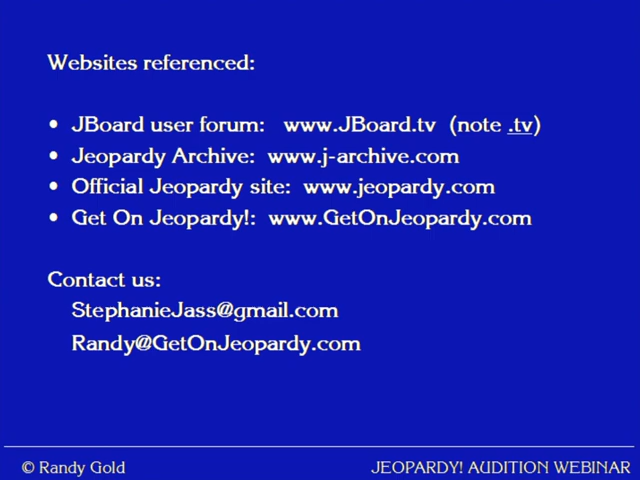 Websites referenced:
• JBoard user forum: www.JBoard.tv (note .tv)
• Jeopardy Archive: www.j-archive.com
• Official Jeopardy site: www.jeopardy.com
• Get On Jeopardy!: www.GetOnJeopardy.com
Contact us:
StephanieJass@gmail.com
Randy@GetOnJeopardy.com
© Randy Gold
JEOPARDY! AUDITION WEBINAR